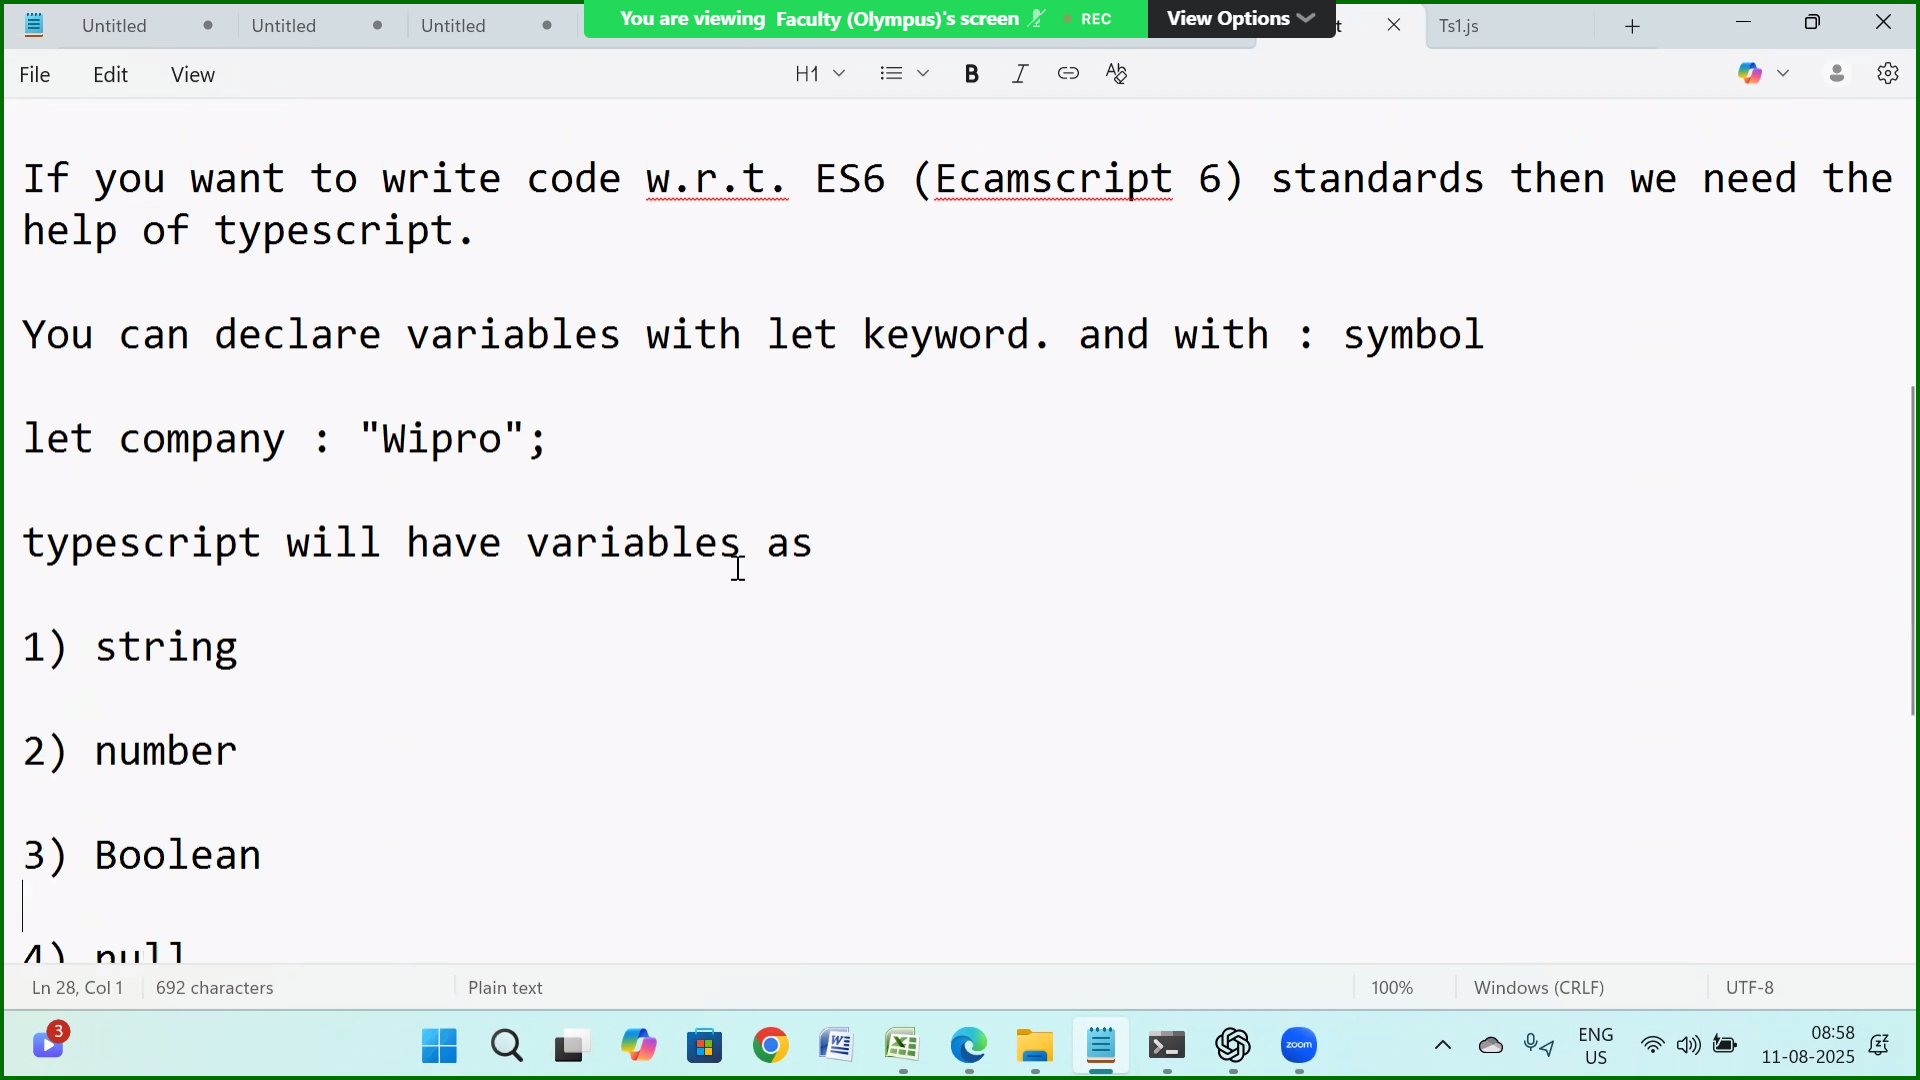 Untitled
Untitled
Untitled
You are viewing Faculty (Olympus)'s screen
REC
View Options
Ts1.js
File
Edit
View
H1
If you want to write code w.r.t. ES6 (Ecamscript 6) standards then we need the
help of typescript.
You can declare variables with let keyword. and with : symbol
let company : "Wipro";
typescript will have variables as
1) string
2) number
3) Boolean
4) null
Ln 28, Col 1
692 characters
Plain text
100%
Windows (CRLF)
UTF-8
3
zoom
ENG
US
08:58
11-08-2025